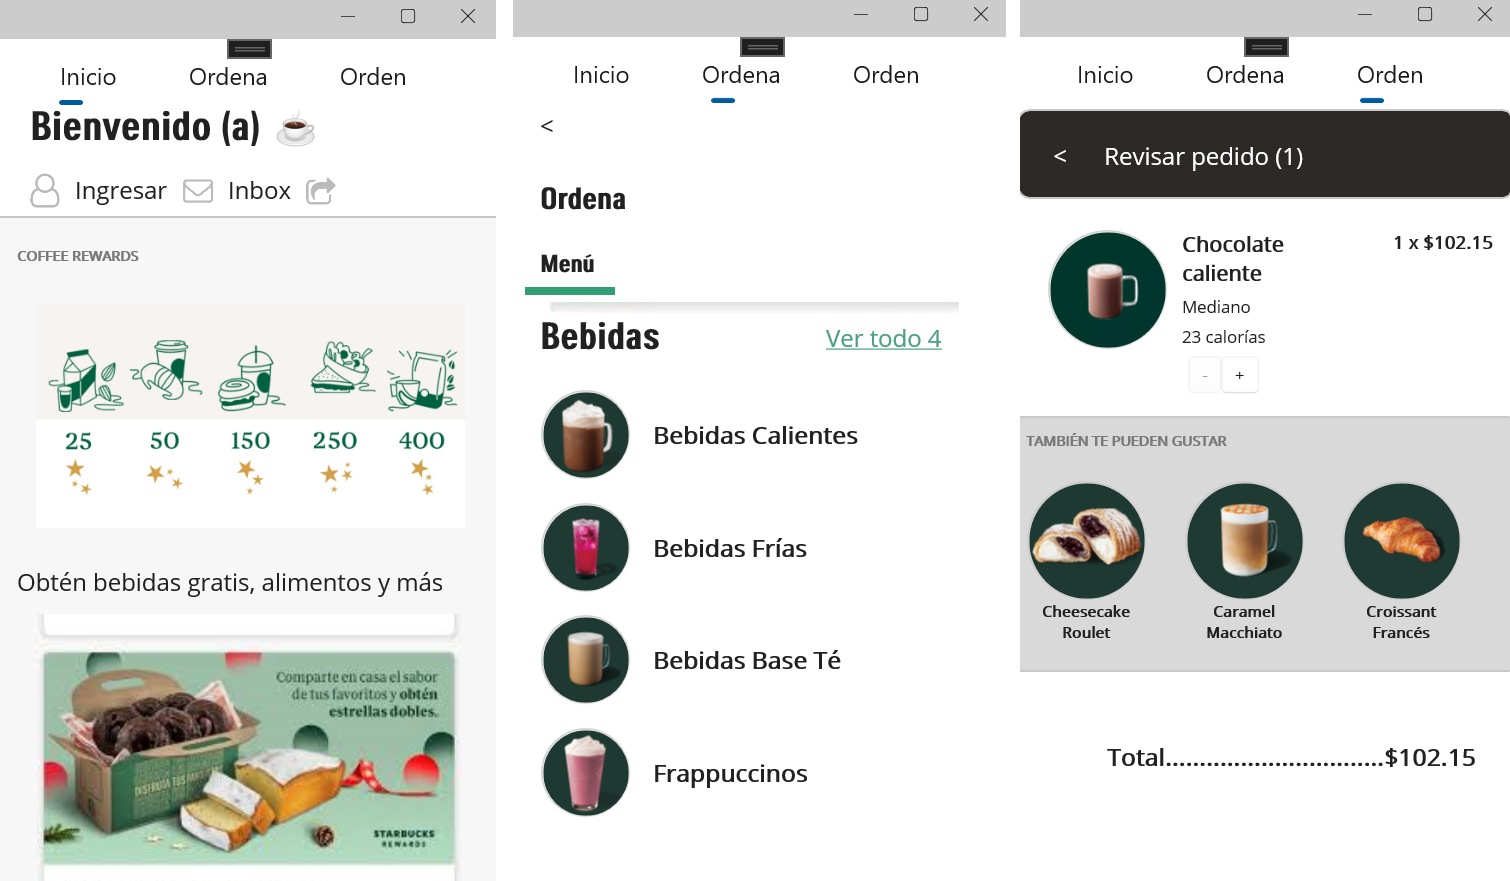 Inicio Ordena Orden
Bienvenido (a)
Ingresar Inbox
COFFEE REWARDS
25 50 150 250 400
Obtén bebidas gratis, alimentos y más
Comparte en casa el sabor
de tus favoritos y obtén
estrellas dobles.
STARBUCKS
REWARDS
Inicio Ordena Orden
<
Ordena
Menú
Bebidas Ver todo 4
Bebidas Calientes
Bebidas Frías
Bebidas Base Té
Frappuccinos
Inicio Ordena Orden
< Revisar pedido (1)
Chocolate 1 x $102.15
caliente
Mediano
23 calorías
- +
TAMBIÉN TE PUEDEN GUSTAR
Cheesecake
Roulet
Caramel
Macchiato
Croissant
Francés
Total................................$102.15